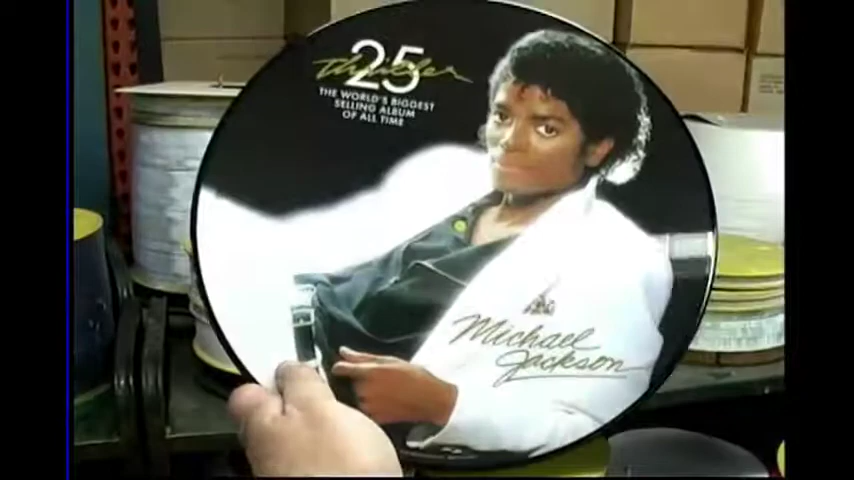 25
Thriller
THE WORLD'S BIGGEST
SELLING ALBUM
OF ALL TIME
Michael
Jackson